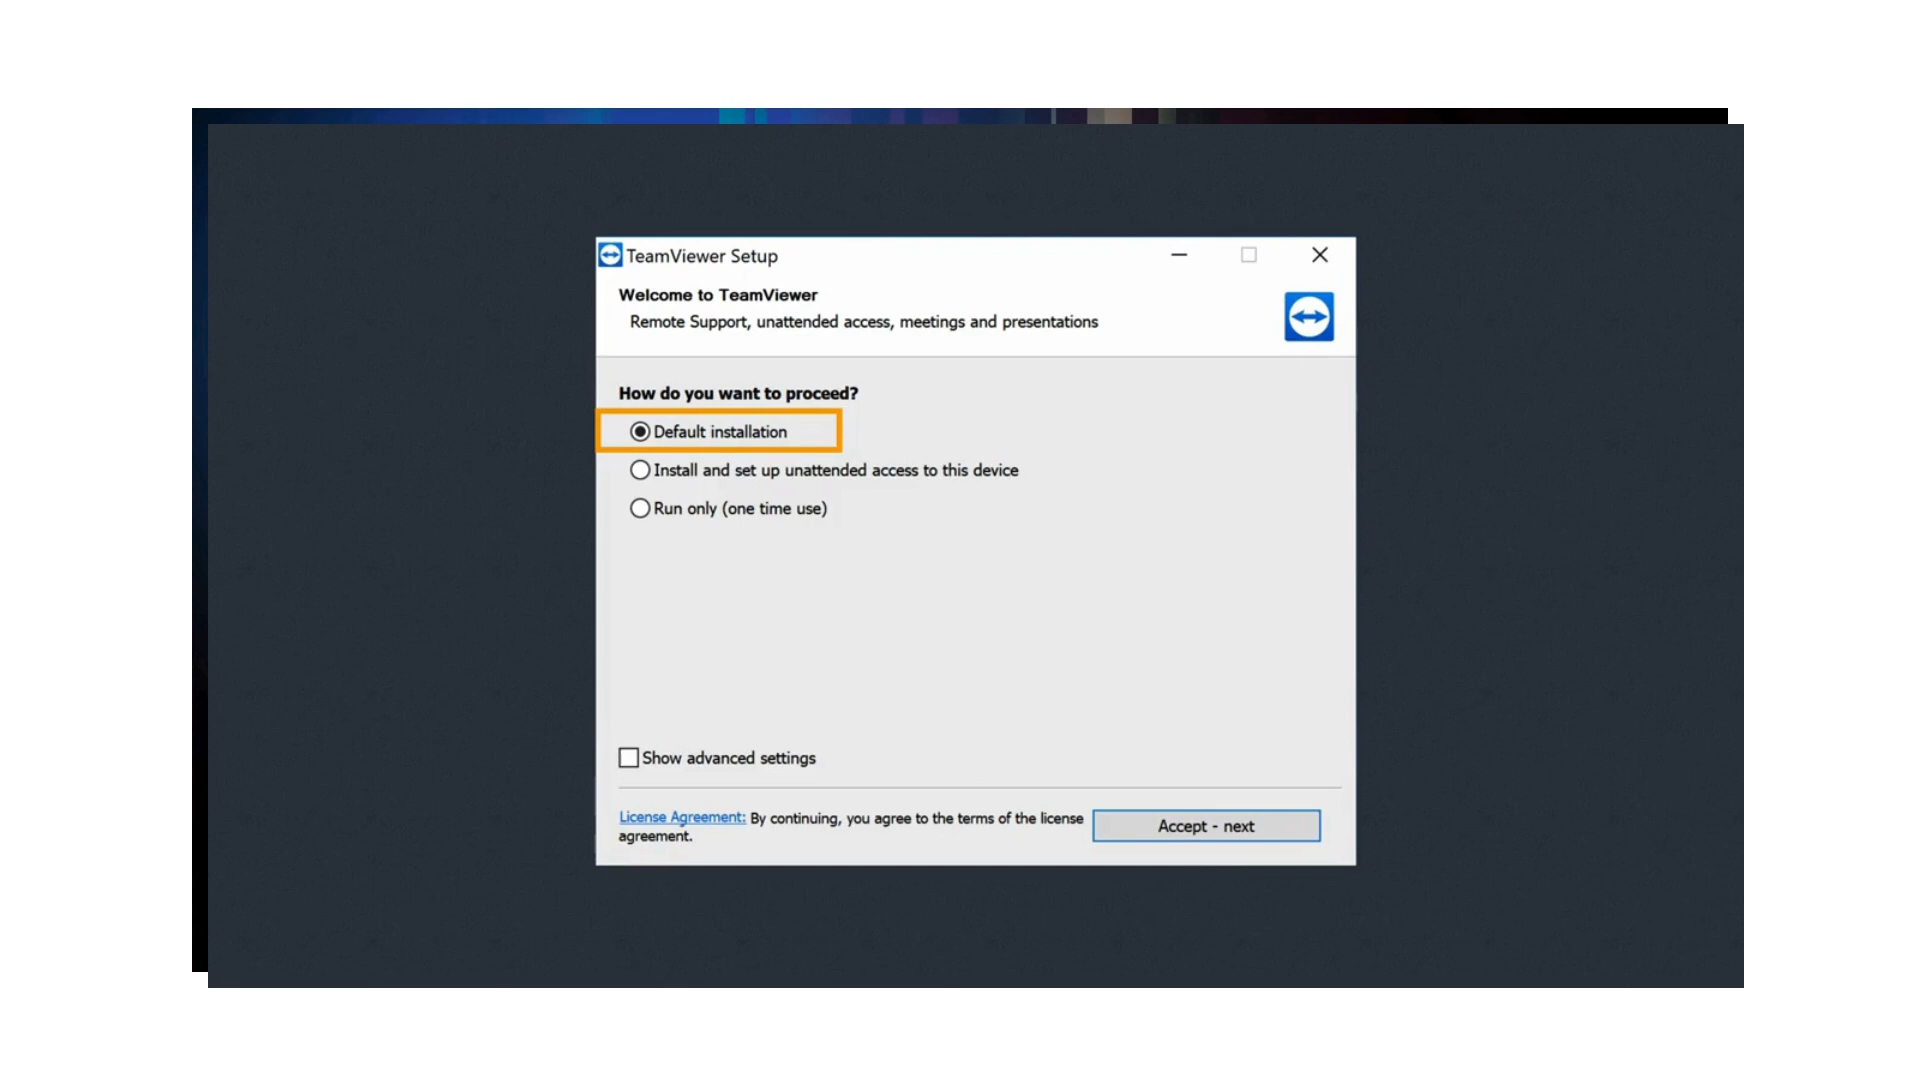 TeamViewer Setup
Welcome to TeamViewer
Remote Support, unattended access, meetings and presentations
How do you want to proceed?
Default installation
Install and set up unattended access to this device
Run only (one time use)
Show advanced settings
License Agreement: By continuing, you agree to the terms of the license
agreement.
Accept - next